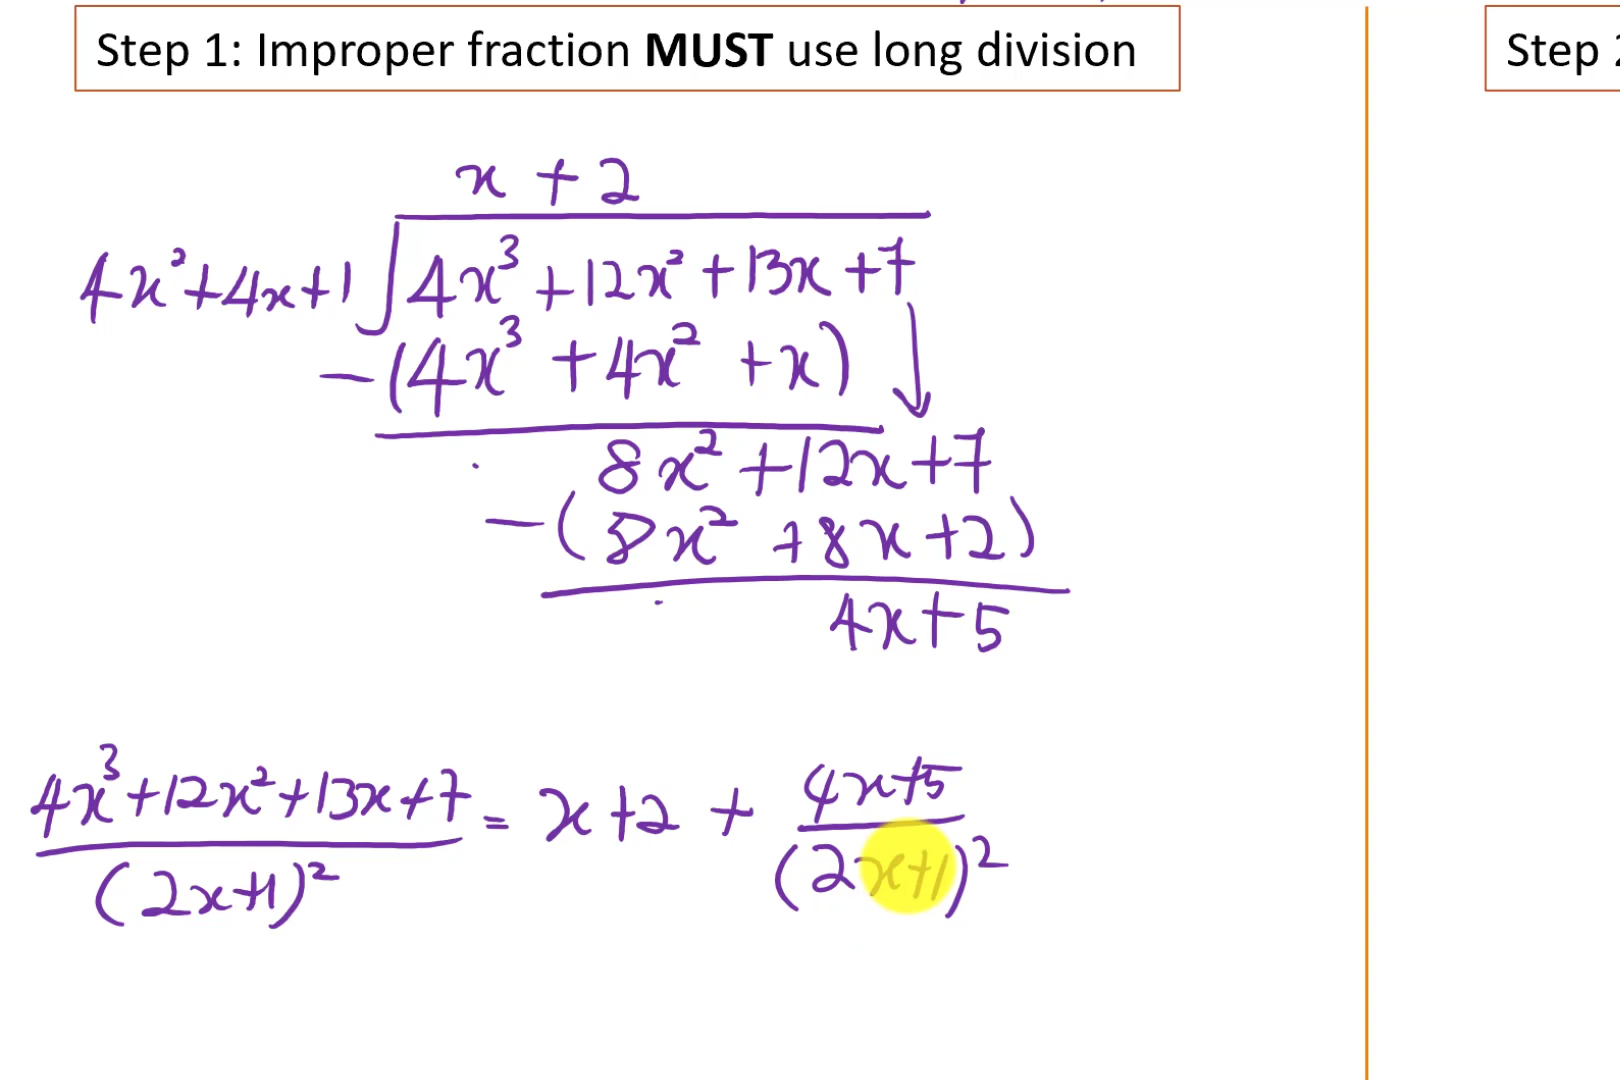 Step 1: Improper fraction MUST use long division
Step
x + 2
4x²+4x+1 4x³ +12x² +13x +7
-(4x³ +4x² +x)
8x² +12x+7
-(8x² +8x+2)
4x+5
4x³+12x²+13x+7 = x+2 + 4x+5
(2x+1)² (2x+1)²